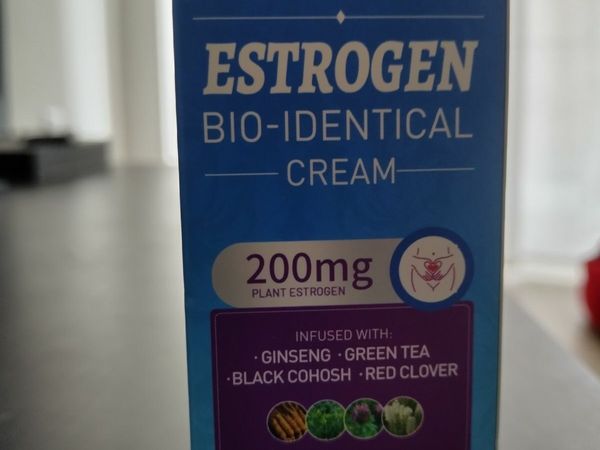 ESTROGEN
BIO-IDENTICAL
CREAM
200mg
PLANT ESTROGEN
INFUSED WITH:
· GINSENG · GREEN TEA
· BLACK COHOSH · RED CLOVER